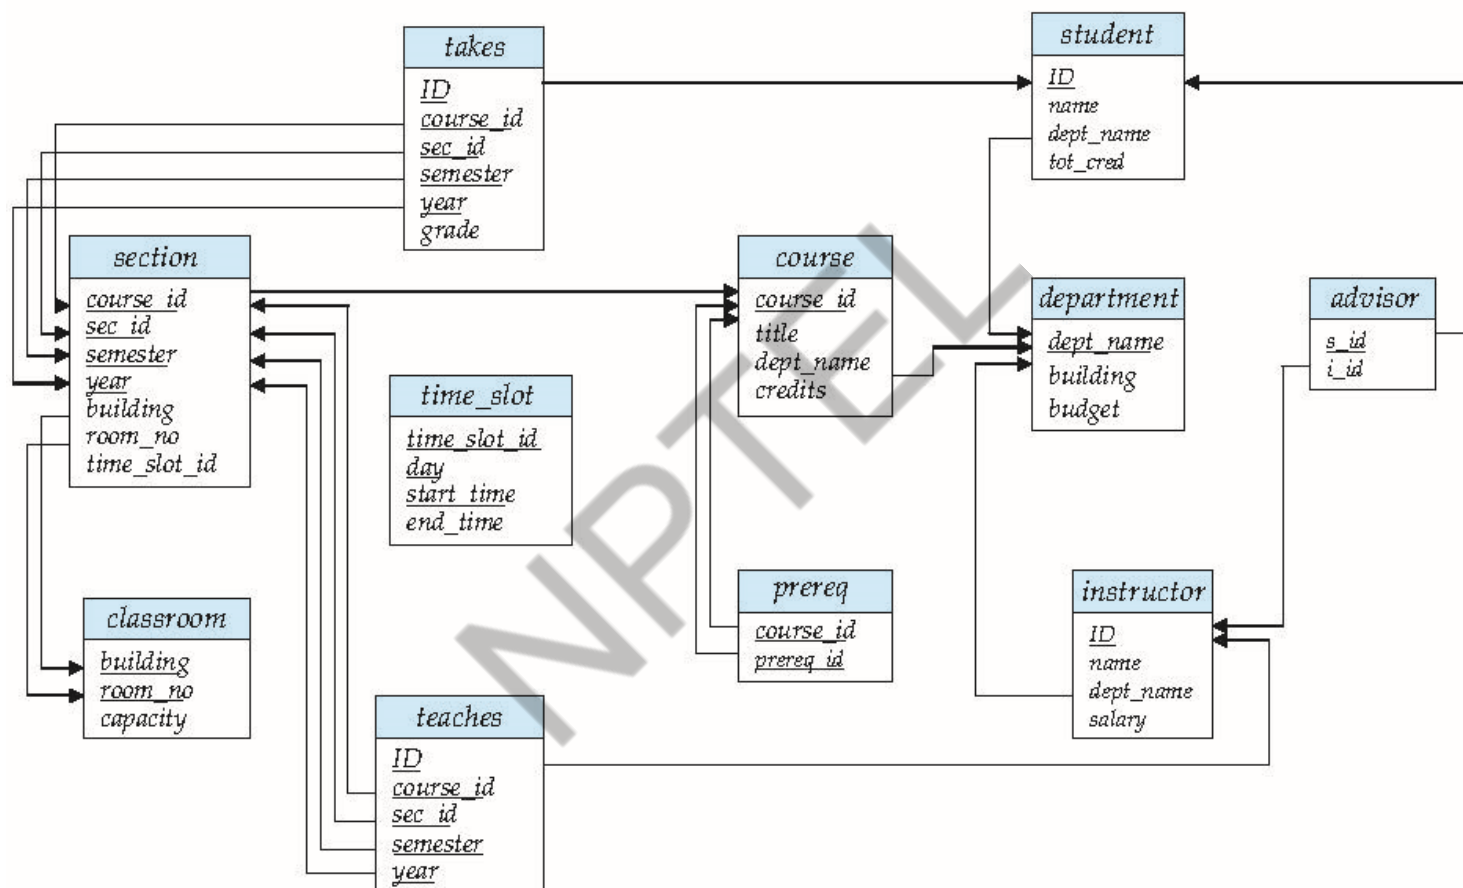 takes
ID
course_id
sec_id
semester
year
grade
student
ID
name
dept_name
tot_cred
section
course_id
sec_id
semester
year
building
room_no
time_slot_id
time_slot
time_slot_id
day
start_time
end_time
course
course_id
title
dept_name
credits
department
dept_name
building
budget
advisor
s_id
i_id
classroom
building
room_no
capacity
prereq
course_id
prereq_id
instructor
ID
name
dept_name
salary
teaches
ID
course_id
sec_id
semester
year
NPTEL